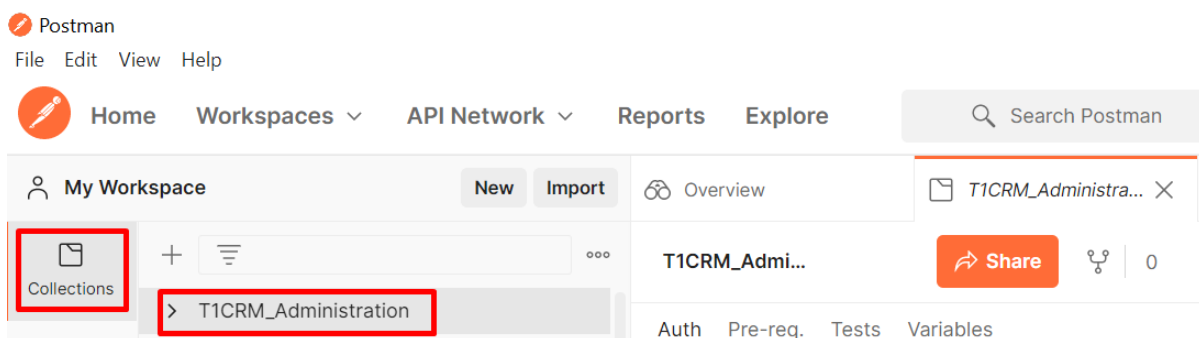 Postman
File Edit View Help
Home Workspaces API Network Reports Explore Search Postman
My Workspace New Import Overview T1CRM_Administra...
Collections
T1CRM_Admi... Share 0
T1CRM_Administration
Auth Pre-req. Tests Variables